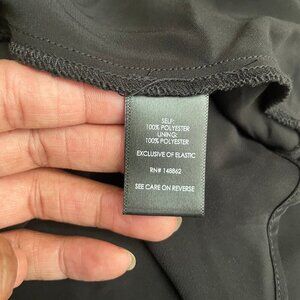 SELF:
100% POLYESTER
LINING:
100% POLYESTER
EXCLUSIVE OF ELASTIC
RN# 148862
SEE CARE ON REVERSE